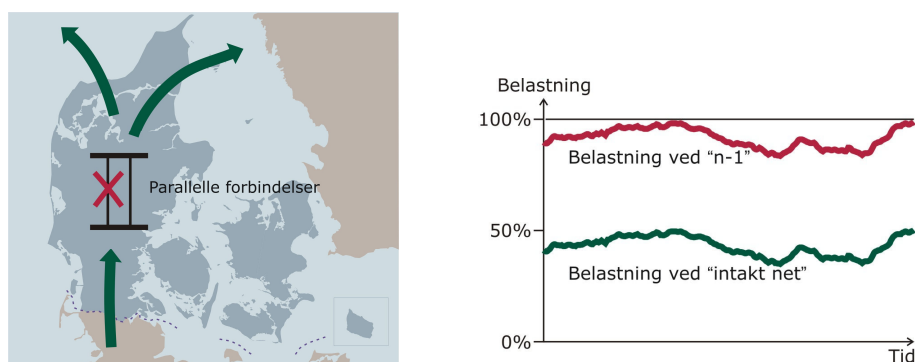 Parallelle forbindelser
Belastning
100%
Belastning ved “n-1”
50%
Belastning ved “intakt net”
0%
Tid